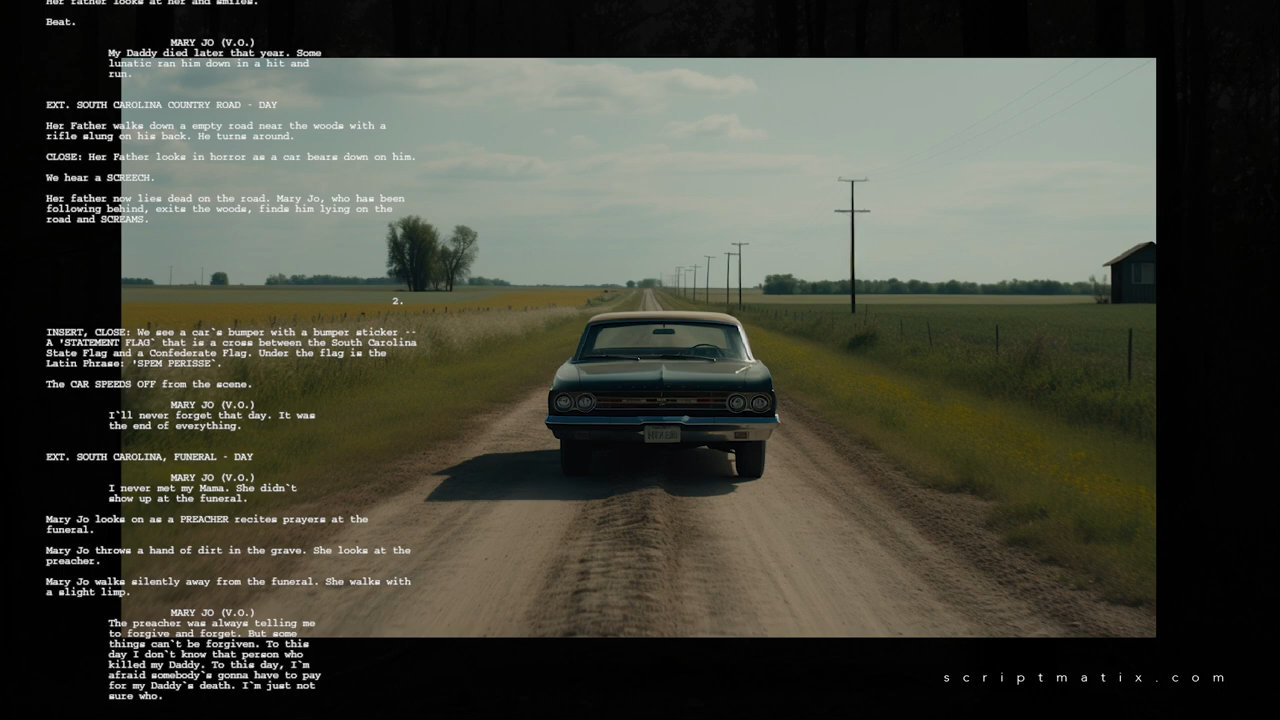 Her father looks at her and smiles.
Beat.
MARY JO (V.O.)
My Daddy died later that year. Some
lunatic ran him down in a hit and
run.
EXT. SOUTH CAROLINA COUNTRY ROAD - DAY
Her Father walks down a empty road near the woods with a
rifle slung on his back. He turns around.
CLOSE: Her Father looks in horror as a car bears down on him.
We hear a SCREECH.
Her father now lies dead on the road. Mary Jo, who has been
following behind, exits the woods, finds him lying on the
road and SCREAMS.
2.
INSERT, CLOSE: We see a car`s bumper with a bumper sticker --
A 'STATEMENT FLAG` that is a cross between the South Carolina
State Flag and a Confederate Flag. Under the flag is the
Latin Phrase: 'SPEM PERISSE`.
The CAR SPEEDS OFF from the scene.
MARY JO (V.O.)
I`ll never forget that day. It was
the end of everything.
EXT. SOUTH CAROLINA, FUNERAL - DAY
MARY JO (V.O.)
I never met my Mama. She didn`t
show up at the funeral.
Mary Jo looks on as a PREACHER recites prayers at the
funeral.
Mary Jo throws a hand of dirt in the grave. She looks at the
preacher.
Mary Jo walks silently away from the funeral. She walks with
a slight limp.
MARY JO (V.O.)
The preacher was always telling me
to forgive and forget. But some
things can`t be forgiven. To this
day I don`t know that person who
killed my Daddy. To this day, I`m
afraid somebody`s gonna have to pay
for my Daddy`s death. I`m just not
sure who.
scriptmatix.com